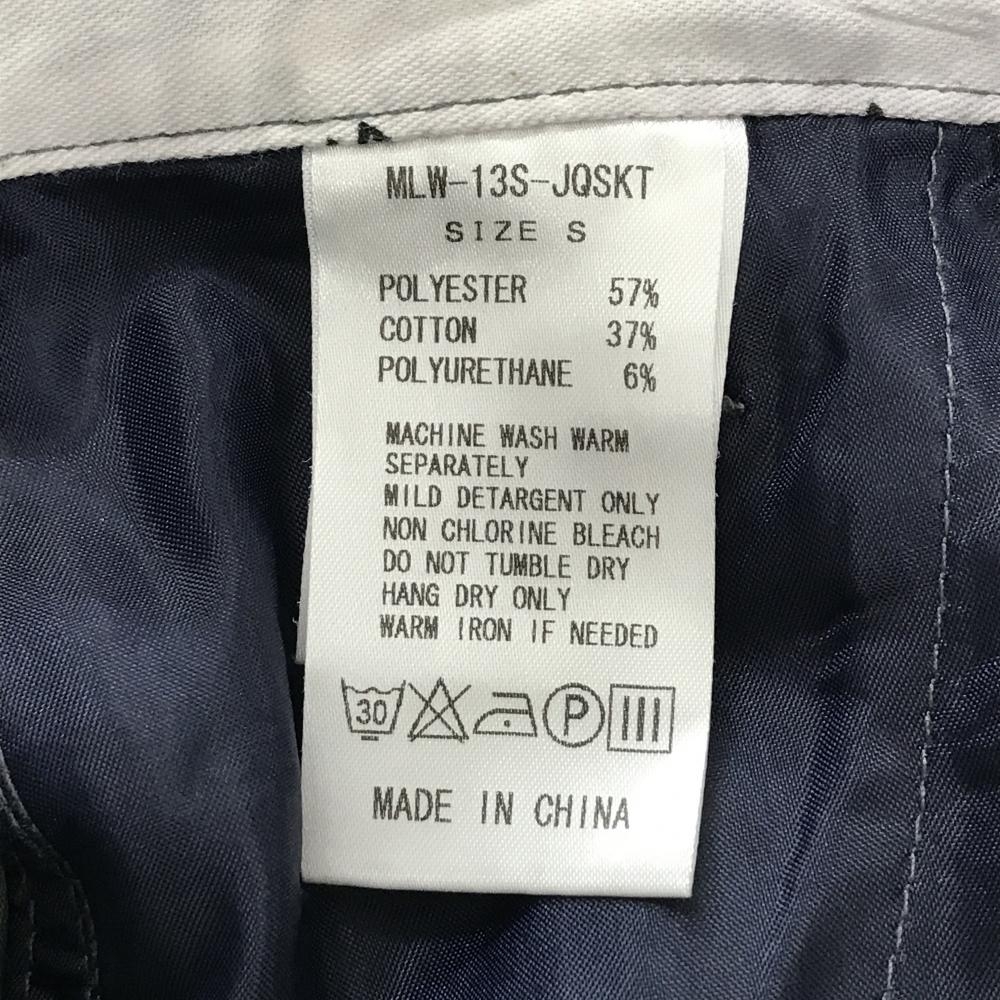 MLW-13S-JQSKT
SIZE S
POLYESTER 57%
COTTON 37%
POLYURETHANE 6%
MACHINE WASH WARM
SEPARATELY
MILD DETARGENT ONLY
NON CHLORINE BLEACH
DO NOT TUMBLE DRY
HANG DRY ONLY
WARM IRON IF NEEDED
30 P
MADE IN CHINA